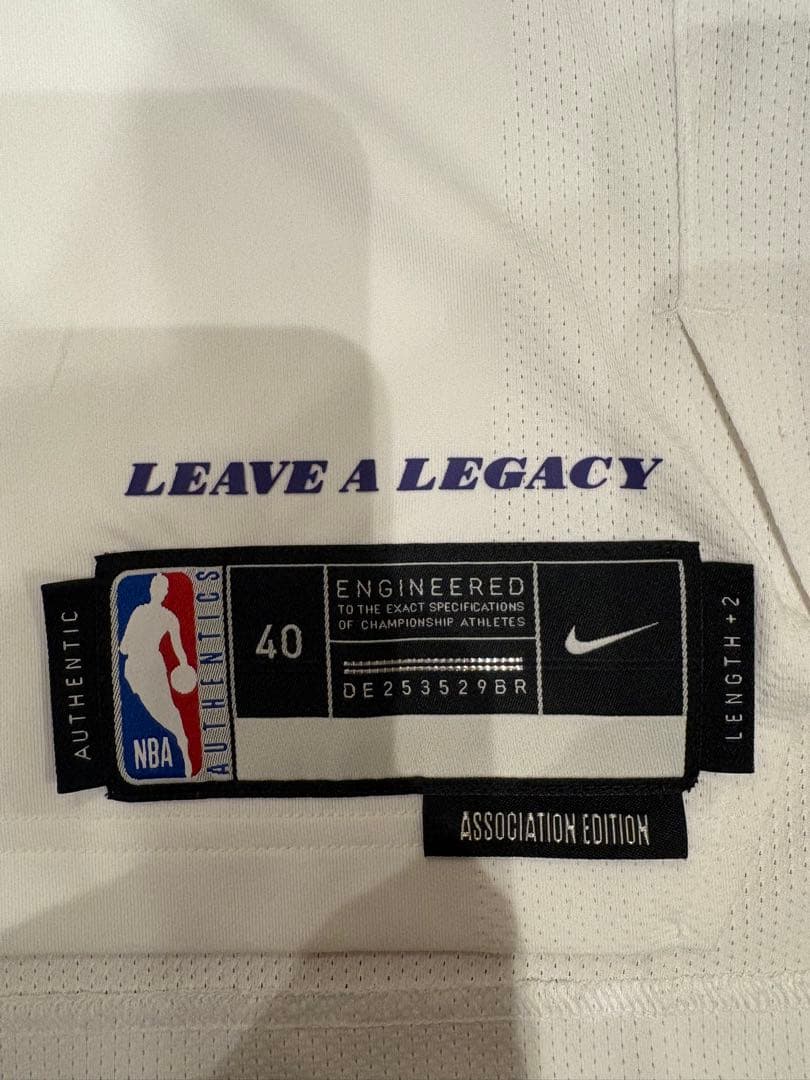 LEAVE A LEGACY
AUTHENTIC
NBA
AUTHENTICS
40
ENGINEERED
TO THE EXACT SPECIFICATIONS
OF CHAMPIONSHIP ATHLETES
DE253529BR
LENGTH +2
ASSOCIATION EDITION